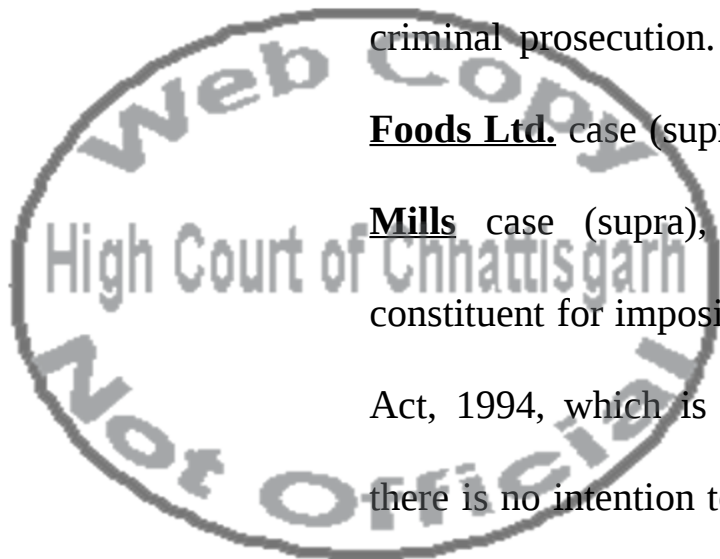 criminal prosecution.
Web Copy
Foods Ltd. case (supr
Mills case (supra),
High Court of Chhattisgarh
constituent for imposi
Act, 1994, which is
Not Official
there is no intention t